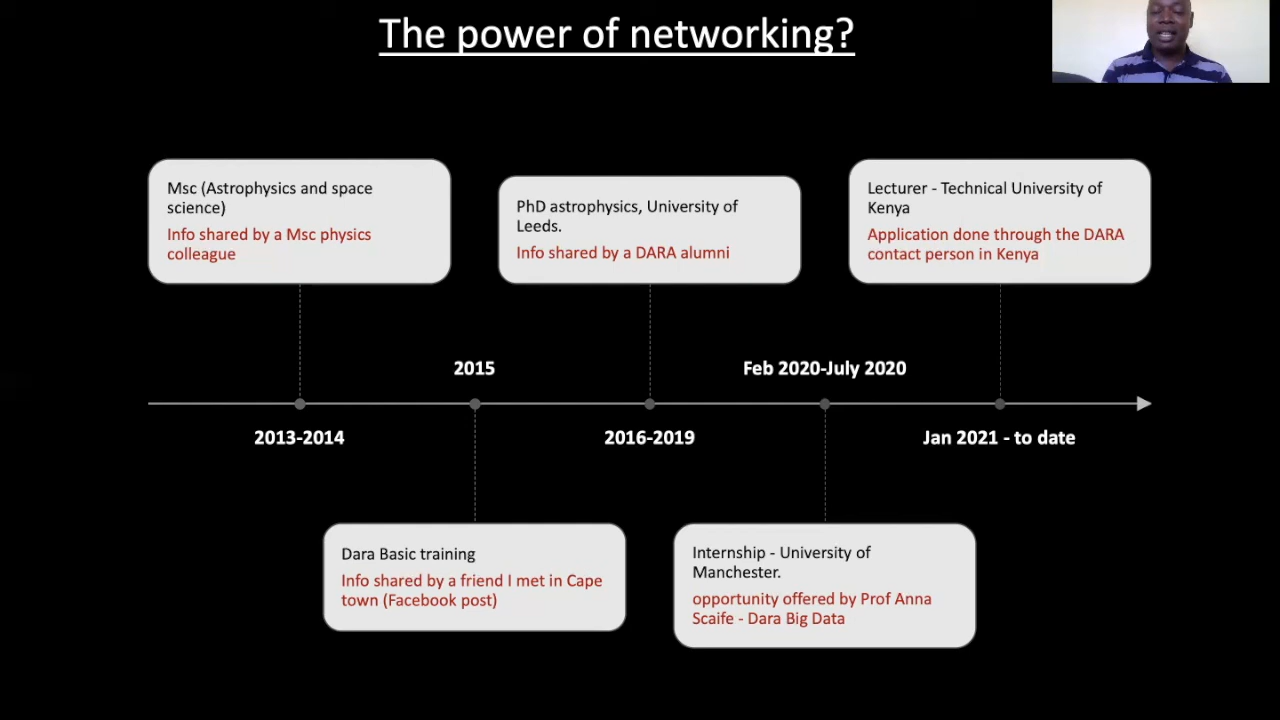 The power of networking?
Msc (Astrophysics and space
science)
Info shared by a Msc physics
colleague
PhD astrophysics, University of
Leeds.
Info shared by a DARA alumni
Lecturer - Technical University of
Kenya
Application done through the DARA
contact person in Kenya
2015
Feb 2020-July 2020
2013-2014
2016-2019
Jan 2021 - to date
Dara Basic training
Info shared by a friend I met in Cape
town (Facebook post)
Internship - University of
Manchester.
opportunity offered by Prof Anna
Scaife - Dara Big Data